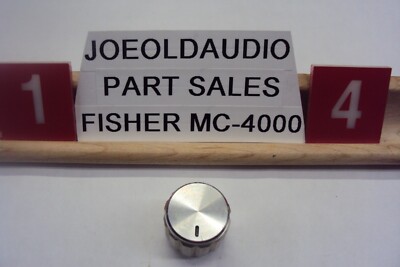 JOEOLDAUDIO
PART SALES
FISHER MC-4000
1
4